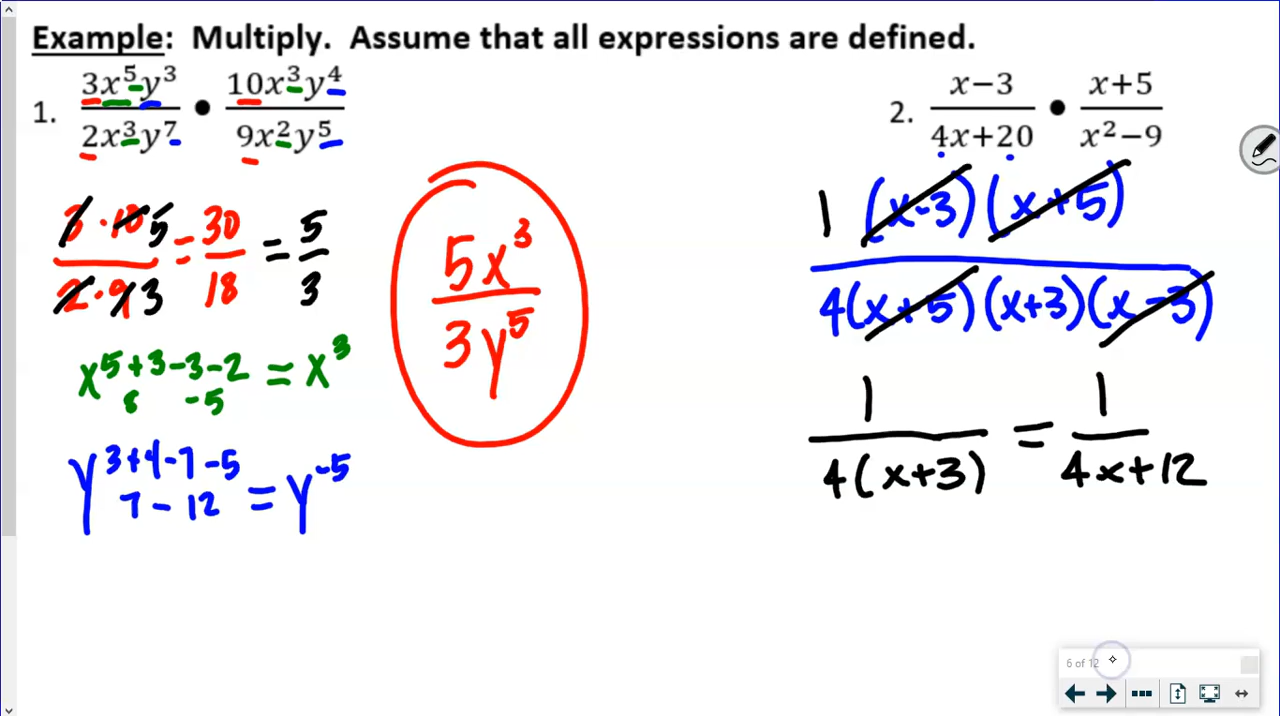 Example: Multiply. Assume that all expressions are defined.
1. 3x⁵y³/2x³y⁷ • 10x³y⁴/9x²y⁵
3·10 5/2·9 3 = 30/18 = 5/3
x^(5+3-3-2) = x³
8 -5
y^(3+4-7-5) = y⁻⁵
7 - 12
5x³/3y⁵
2. x−3/4x+20 • x+5/x²−9
1 (x-3)(x+5)/4(x+5)(x+3)(x-3)
1/4(x+3) = 1/4x+12
6 of 12